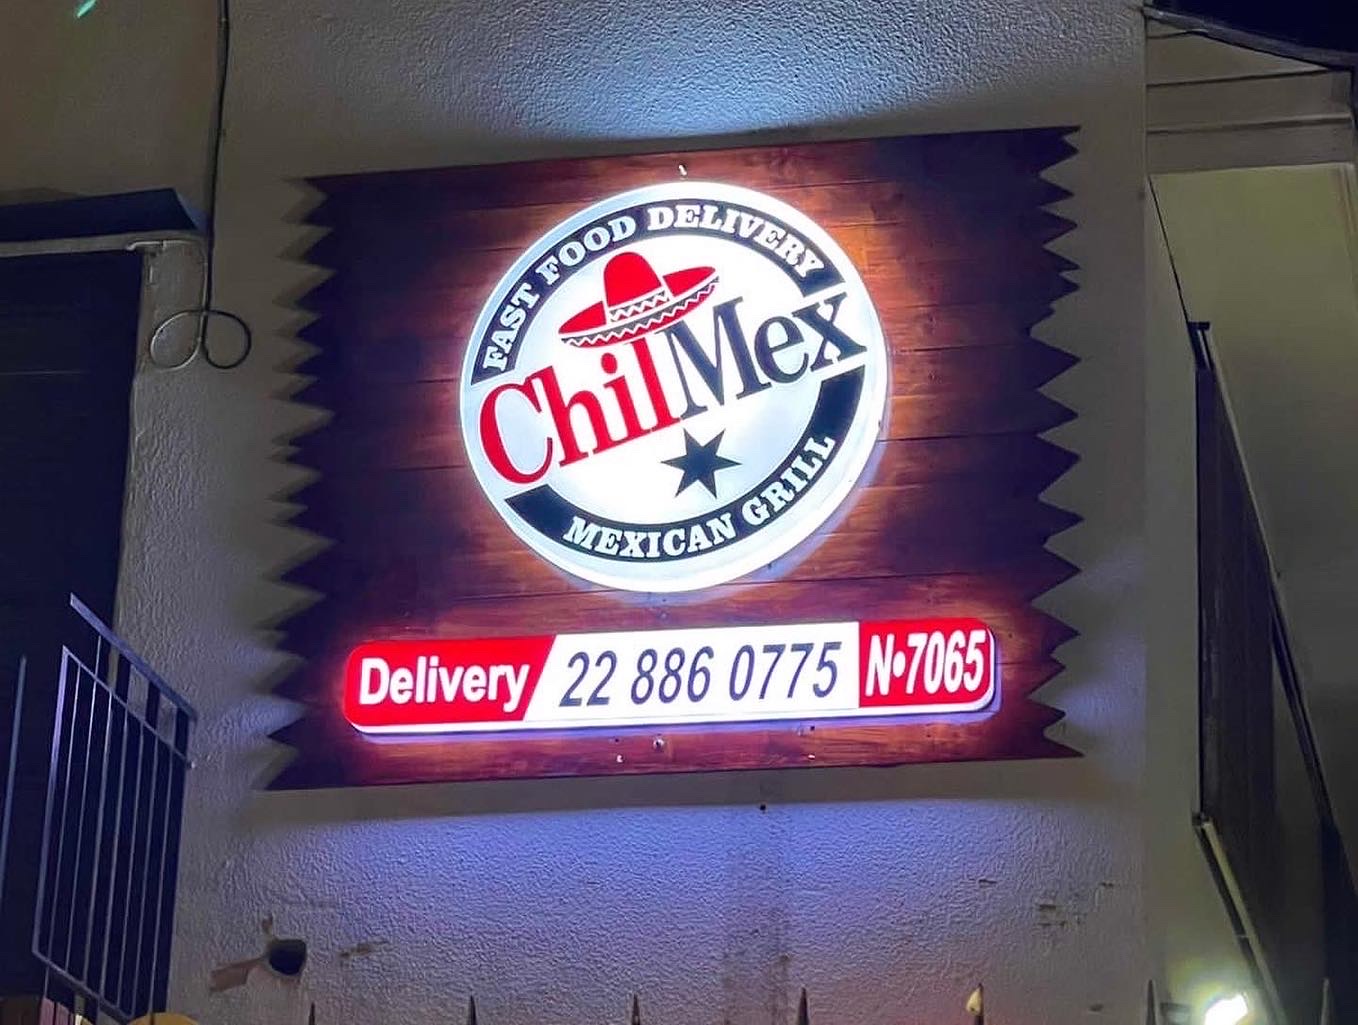 FAST FOOD DELIVERY
ChilMex
MEXICAN GRILL
Delivery 22 886 0775 N•7065